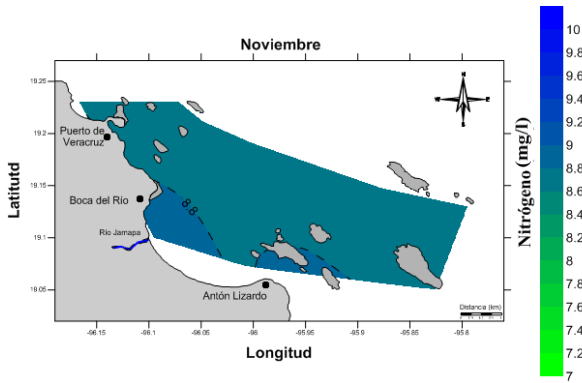 Noviembre
19.25
19.2
19.15
19.1
19.05
Latitutd
Puerto de
Veracruz
Boca del Río
Río Jamapa
Antón Lizardo
N
Distancia (km)
-96.15
-96.1
-96.05
-96
-95.95
-95.9
-95.85
-95.8
Longitud
Nitrógeno (mg/l)
10
9.8
9.6
9.4
9.2
9
8.8
8.6
8.4
8.2
8
7.8
7.6
7.4
7.2
7